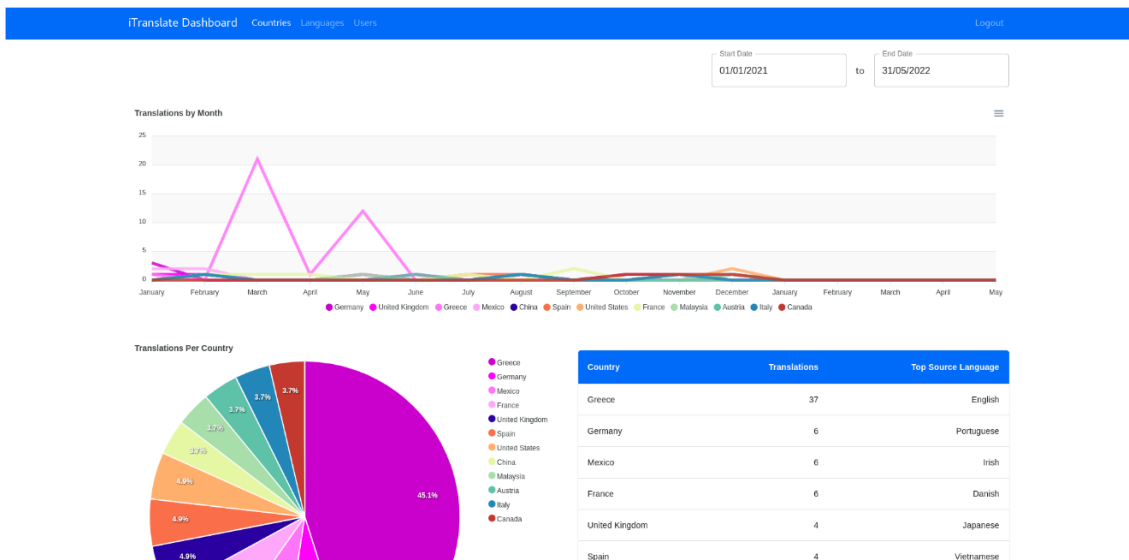 iTranslate Dashboard Countries Languages Users Logout
Start Date End Date
01/01/2021 to 31/05/2022
Translations by Month
25
20
15
10
5
0
January February March April May June July August September October November December January February March April May
Germany United Kingdom Greece Mexico China Spain United States France Malaysia Austria Italy Canada
Translations Per Country
Greece
Germany
Mexico
France
United Kingdom
Spain
United States
China
Malaysia
Austria
Italy
Canada
3.7%
3.7%
3.7%
3.7%
3.7%
4.9%
4.9%
4.9%
45.1%
Country Translations Top Source Language
Greece 37 English
Germany 6 Portuguese
Mexico 6 Irish
France 6 Danish
United Kingdom 4 Japanese
Spain 4 Vietnamese